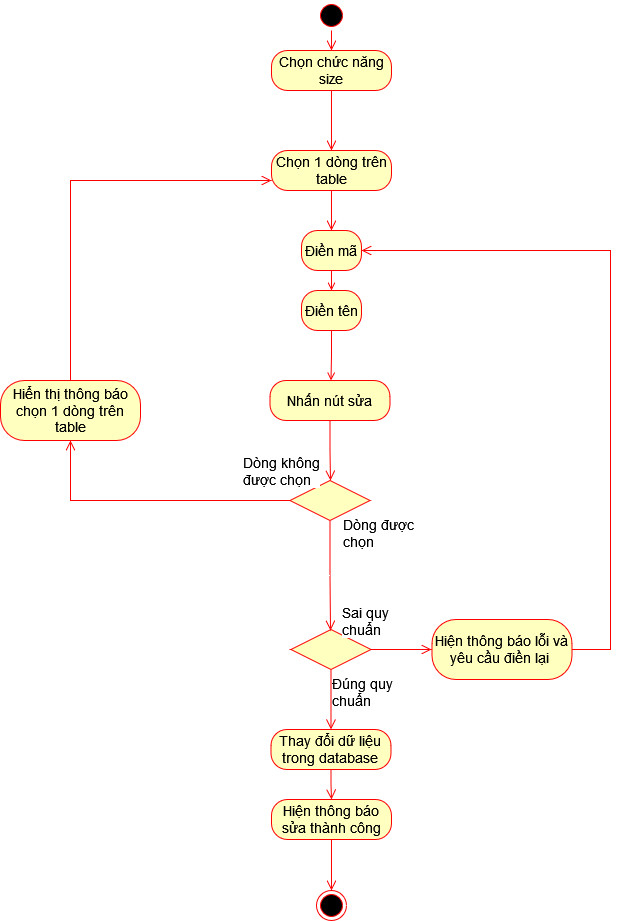 Chọn chức năng
size
Chọn 1 dòng trên
table
Điền mã
Điền tên
Hiển thị thông báo
chọn 1 dòng trên
table
Nhấn nút sửa
Dòng không
được chọn
Dòng được
chọn
Sai quy
chuẩn
Hiện thông báo lỗi và
yêu cầu điền lại
Đúng quy
chuẩn
Thay đổi dữ liệu
trong database
Hiện thông báo
sửa thành công